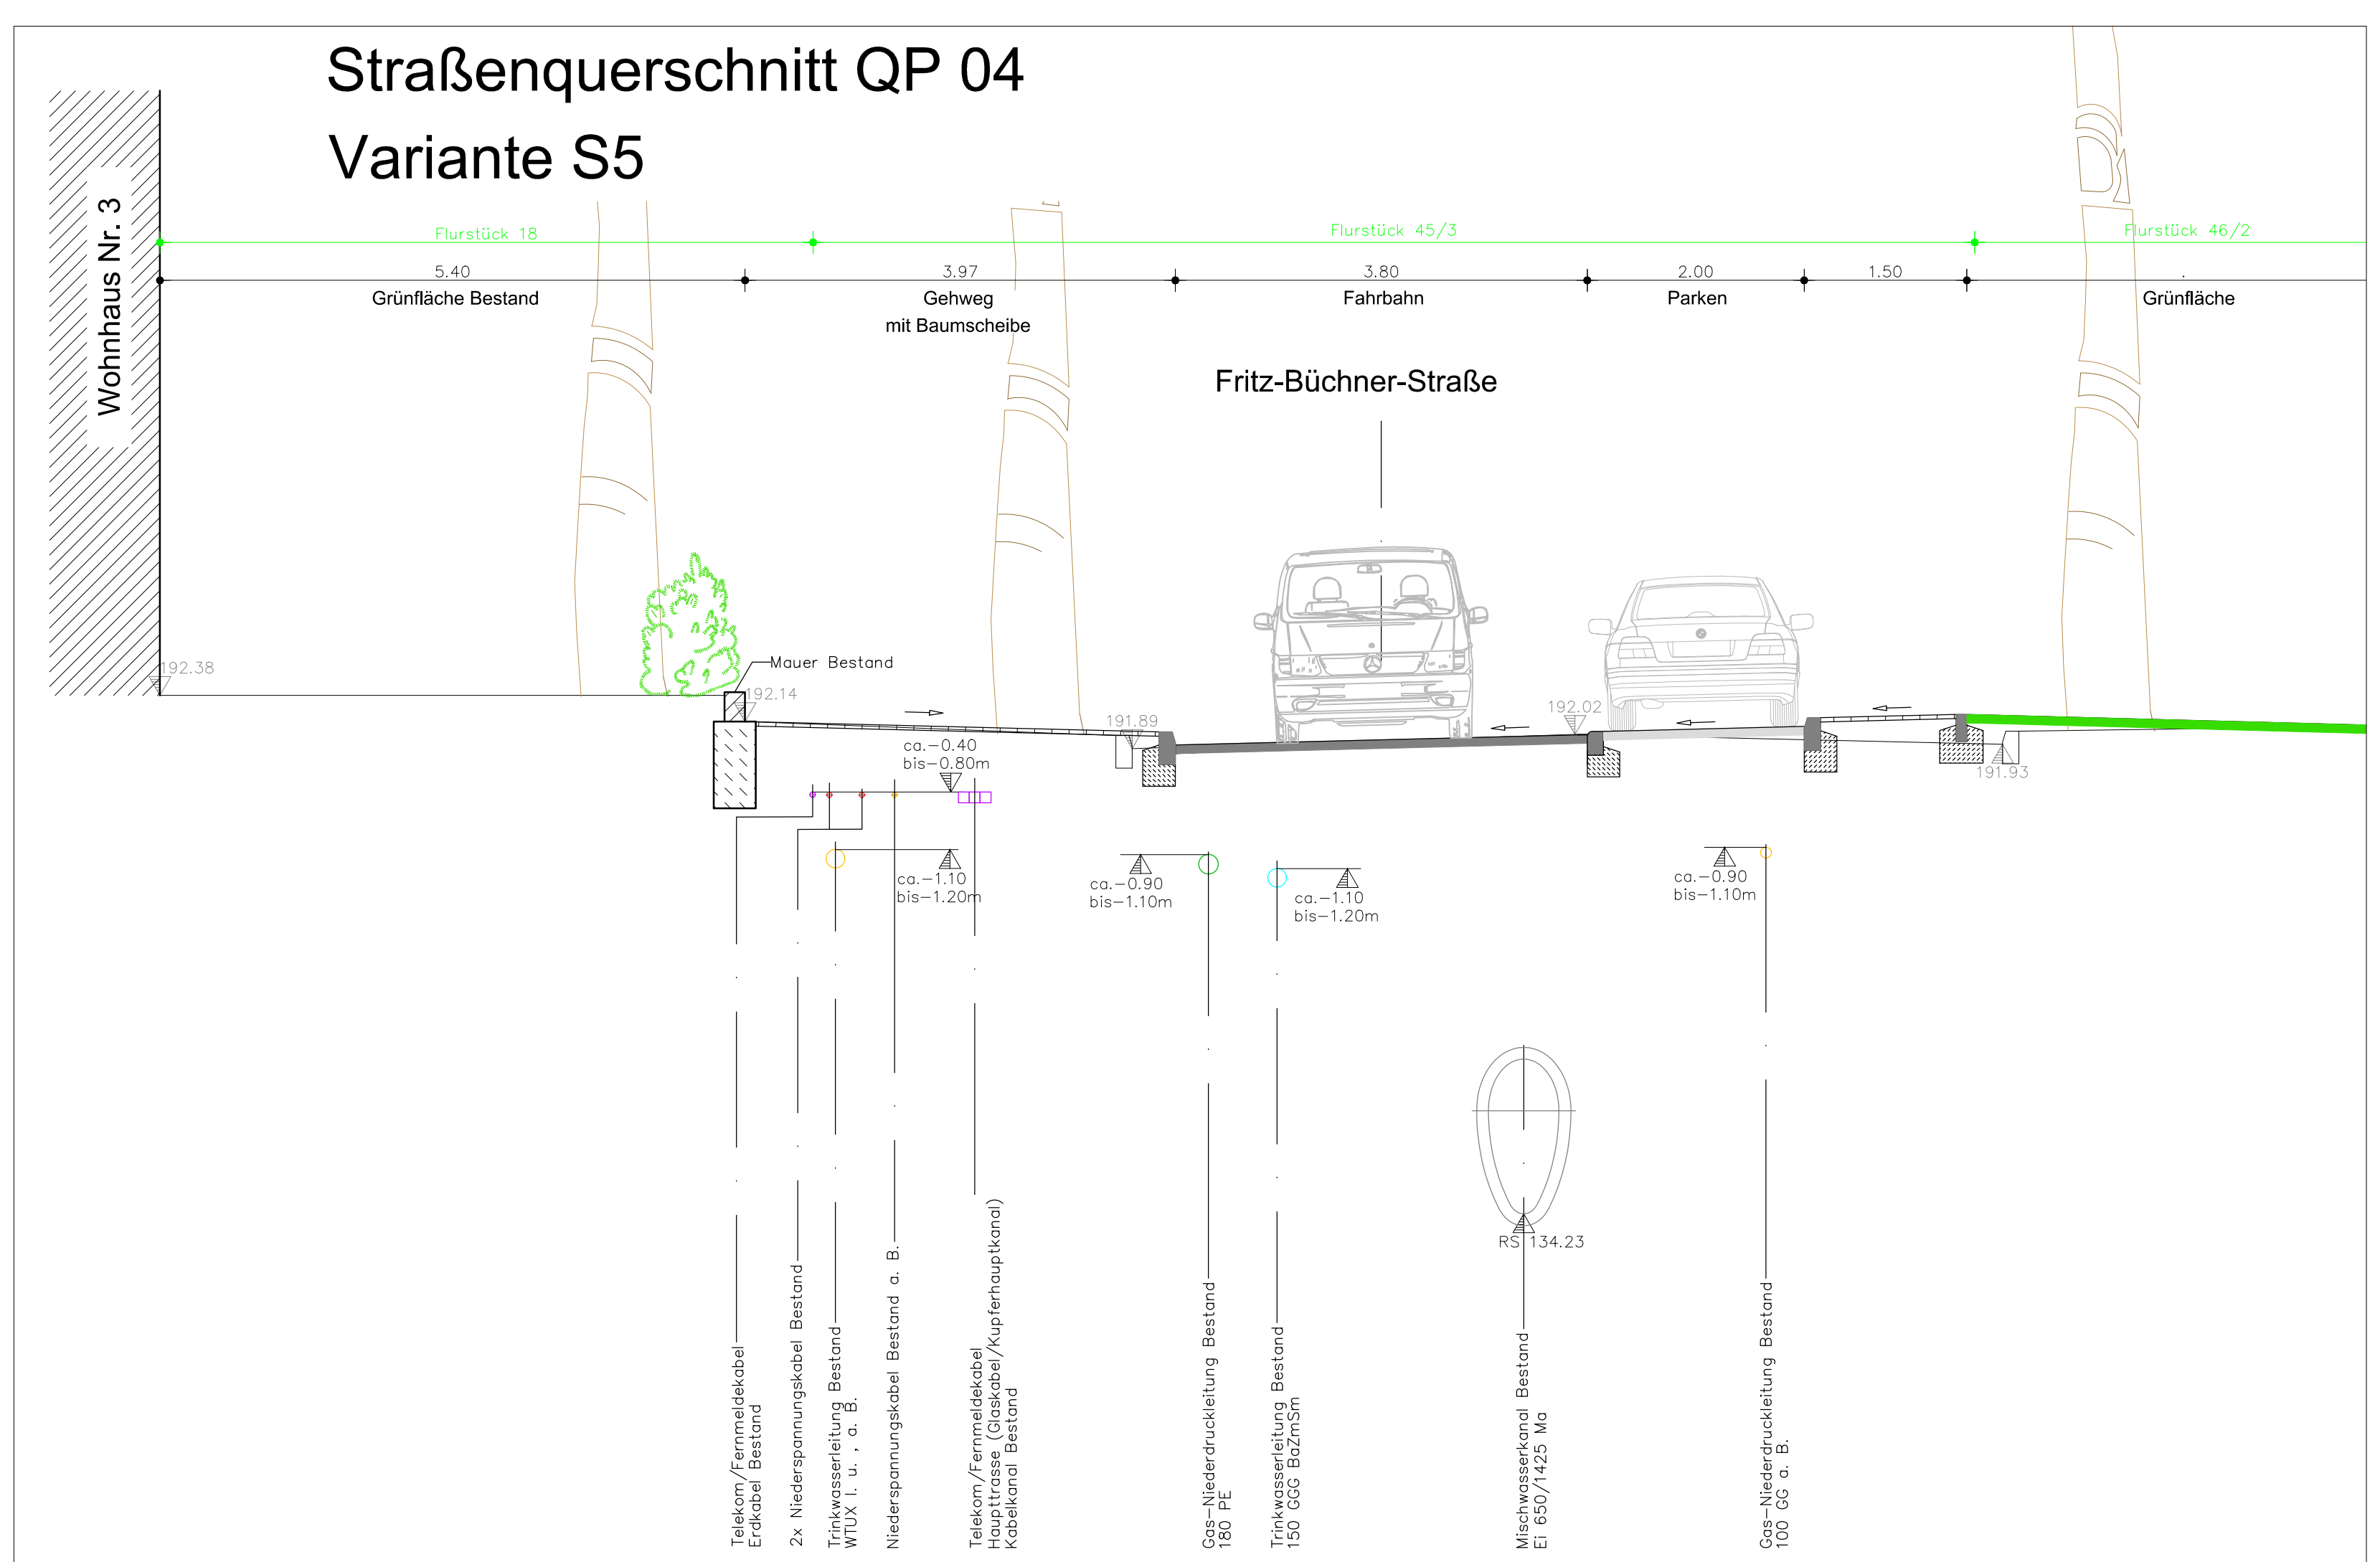 Straßenquerschnitt QP 04
Variante S5
Wohnhaus Nr. 3
Flurstück 18
Flurstück 45/3
Flurstück 46/2
5.40
3.97
3.80
2.00
1.50
.
Grünfläche Bestand
Gehweg
mit Baumscheibe
Fahrbahn
Parken
Grünfläche
Fritz-Büchner-Straße
192.38
Mauer Bestand
192.14
191.89
192.02
191.93
ca.-0.40
bis-0.80m
ca.-1.10
bis-1.20m
ca.-0.90
bis-1.10m
ca.-1.10
bis-1.20m
ca.-0.90
bis-1.10m
RS 134.23
Telekom/Fernmeldekabel
Erdkabel Bestand
2x Niederspannungskabel Bestand
Trinkwasserleitung Bestand
WTUX l. u. , a. B.
Niederspannungskabel Bestand a. B.
Telekom/Fernmeldekabel
Haupttrasse (Glaskabel/Kupferhauptkanal)
Kabelkanal Bestand
Gas-Niederdruckleitung Bestand
180 PE
Trinkwasserleitung Bestand
150 GGG BaZmSm
Mischwasserkanal Bestand
Ei 650/1425 Ma
Gas-Niederdruckleitung Bestand
100 GG a. B.